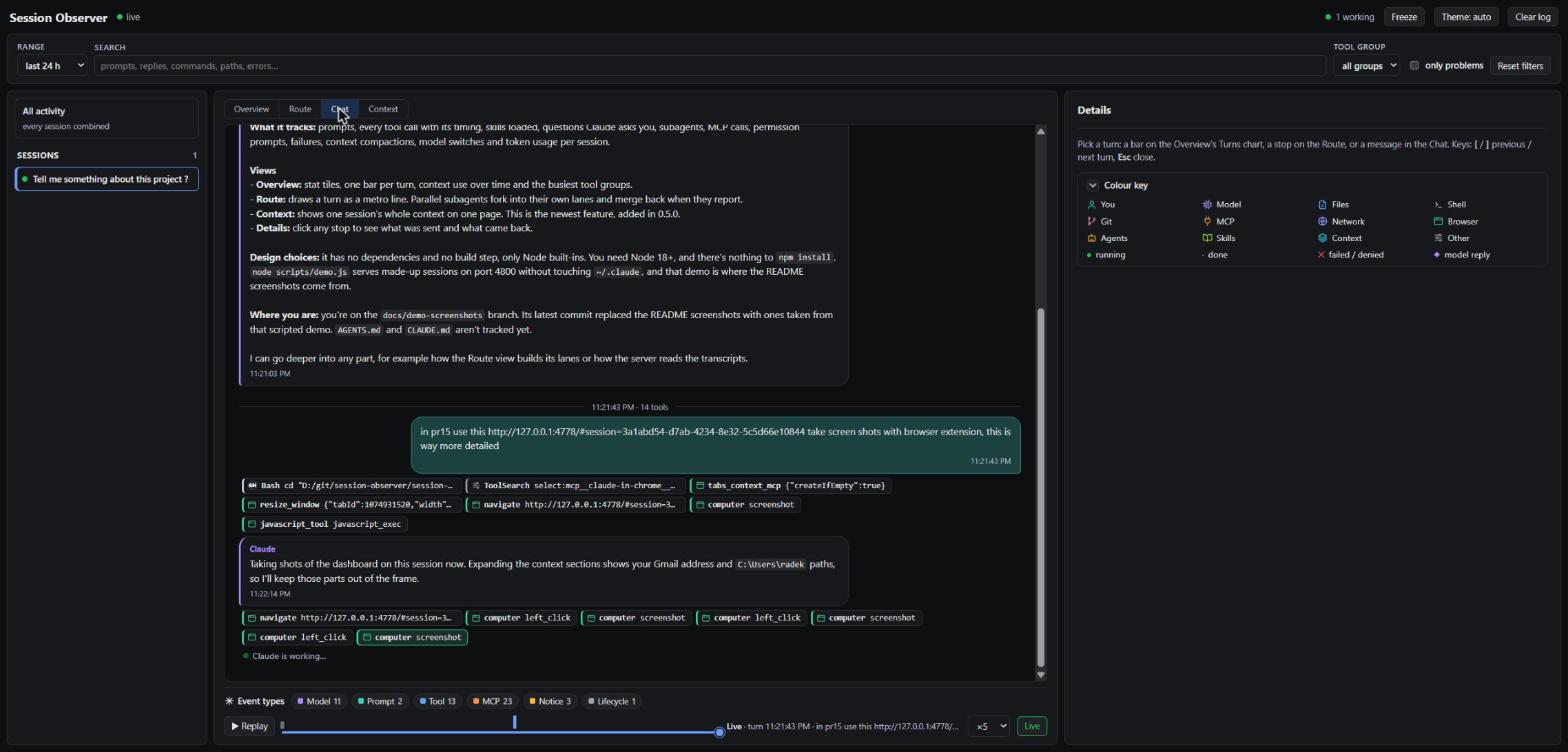 Session Observer live
1 working Freeze Theme: auto Clear log
RANGE SEARCH TOOL GROUP
last 24 h prompts, replies, commands, paths, errors... all groups only problems Reset filters
All activity
every session combined
SESSIONS 1
Tell me something about this project ?
Overview Route Chat Context
What it tracks: prompts, every tool call with its timing, skills loaded, questions Claude asks you, subagents, MCP calls, permission
prompts, failures, context compactions, model switches and token usage per session.
Views
- Overview: stat tiles, one bar per turn, context use over time and the busiest tool groups.
- Route: draws a turn as a metro line. Parallel subagents fork into their own lanes and merge back when they report.
- Context: shows one session's whole context on one page. This is the newest feature, added in 0.5.0.
- Details: click any stop to see what was sent and what came back.
Design choices: it has no dependencies and no build step, only Node built-ins. You need Node 18+, and there's nothing to npm install.
node scripts/demo.js serves made-up sessions on port 4800 without touching ~/.claude, and that demo is where the README
screenshots come from.
Where you are: you're on the docs/demo-screenshots branch. Its latest commit replaced the README screenshots with ones taken from
that scripted demo. AGENTS.md and CLAUDE.md aren't tracked yet.
I can go deeper into any part, for example how the Route view builds its lanes or how the server reads the transcripts.
11:21:03 PM
11:21:43 PM · 14 tools
in pr15 use this http://127.0.0.1:4778/#session=3a1abd54-d7ab-4234-8e32-5c5d66e10844 take screen shots with browser extension, this is
way more detailed
11:21:43 PM
Bash cd "D:/git/session-observer/session-… ToolSearch select:mcp__claude-in-chrome__… tabs_context_mcp {"createIfEmpty":true}
resize_window {"tabId":1074931520,"width"… navigate http://127.0.0.1:4778/#session=3… computer screenshot
javascript_tool javascript_exec
Claude
Taking shots of the dashboard on this session now. Expanding the context sections shows your Gmail address and C:\Users\radek paths,
so I'll keep those parts out of the frame.
11:22:14 PM
navigate http://127.0.0.1:4778/#session=3… computer left_click computer screenshot computer left_click computer screenshot
computer left_click computer screenshot
Claude is working...
Event types Model 11 Prompt 2 Tool 13 MCP 23 Notice 3 Lifecycle 1
Replay Live · turn 11:21:43 PM · in pr15 use this http://127.0.0.1:4778/... ×5 Live
Details
Pick a turn: a bar on the Overview's Turns chart, a stop on the Route, or a message in the Chat. Keys: [ / ] previous /
next turn, Esc close.
Colour key
You Model Files Shell
Git MCP Network Browser
Agents Skills Context Other
running done failed / denied model reply